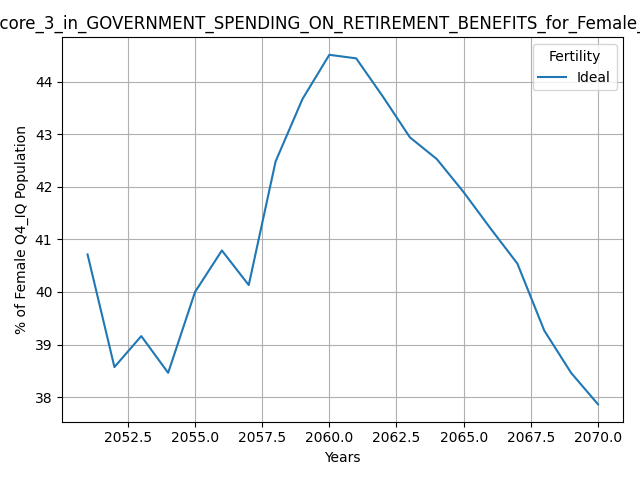 core_3_in_GOVERNMENT_SPENDING_ON_RETIREMENT_BENEFITS_for_Female_
Fertility
Ideal
44
43
42
41
40
39
38
% of Female Q4_IQ Population
2052.5 2055.0 2057.5 2060.0 2062.5 2065.0 2067.5 2070.0
Years